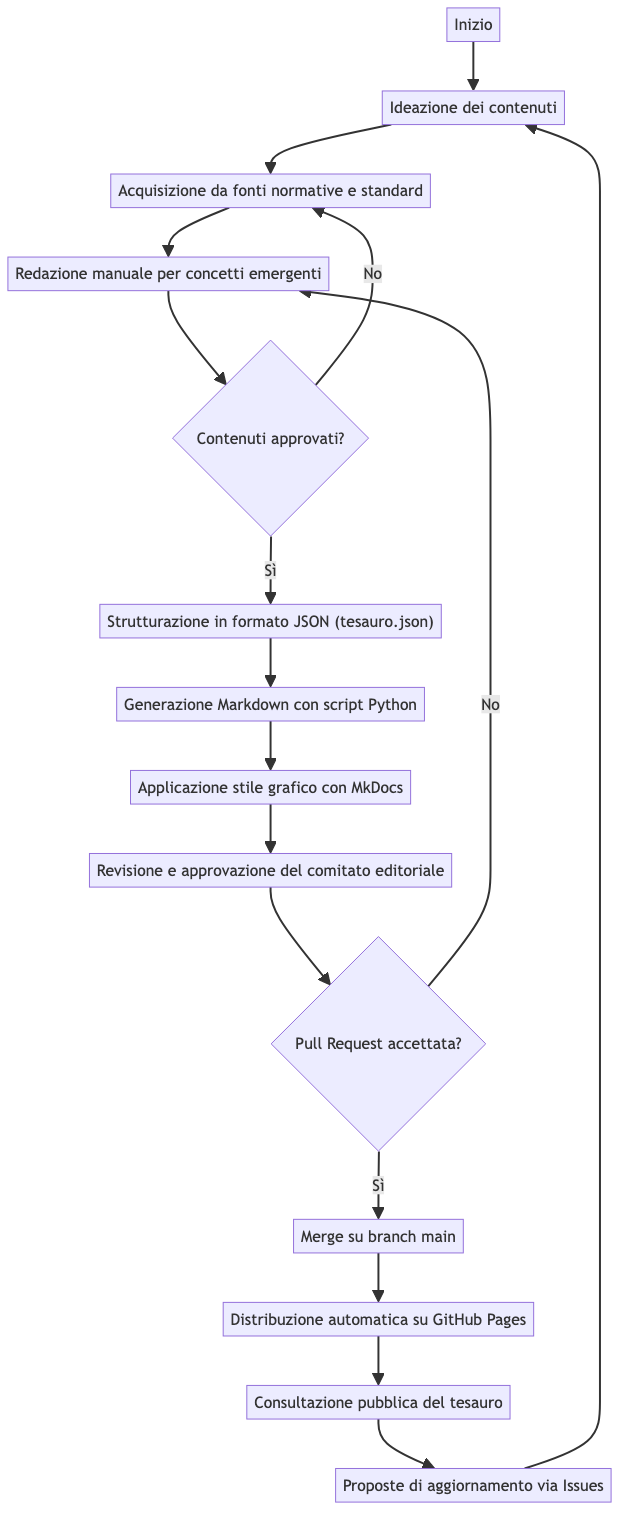 Inizio
Ideazione dei contenuti
Acquisizione da fonti normative e standard
Redazione manuale per concetti emergenti
No
Contenuti approvati?
Sì
Strutturazione in formato JSON (tesauro.json)
Generazione Markdown con script Python
No
Applicazione stile grafico con MkDocs
Revisione e approvazione del comitato editoriale
Pull Request accettata?
Sì
Merge su branch main
Distribuzione automatica su GitHub Pages
Consultazione pubblica del tesauro
Proposte di aggiornamento via Issues